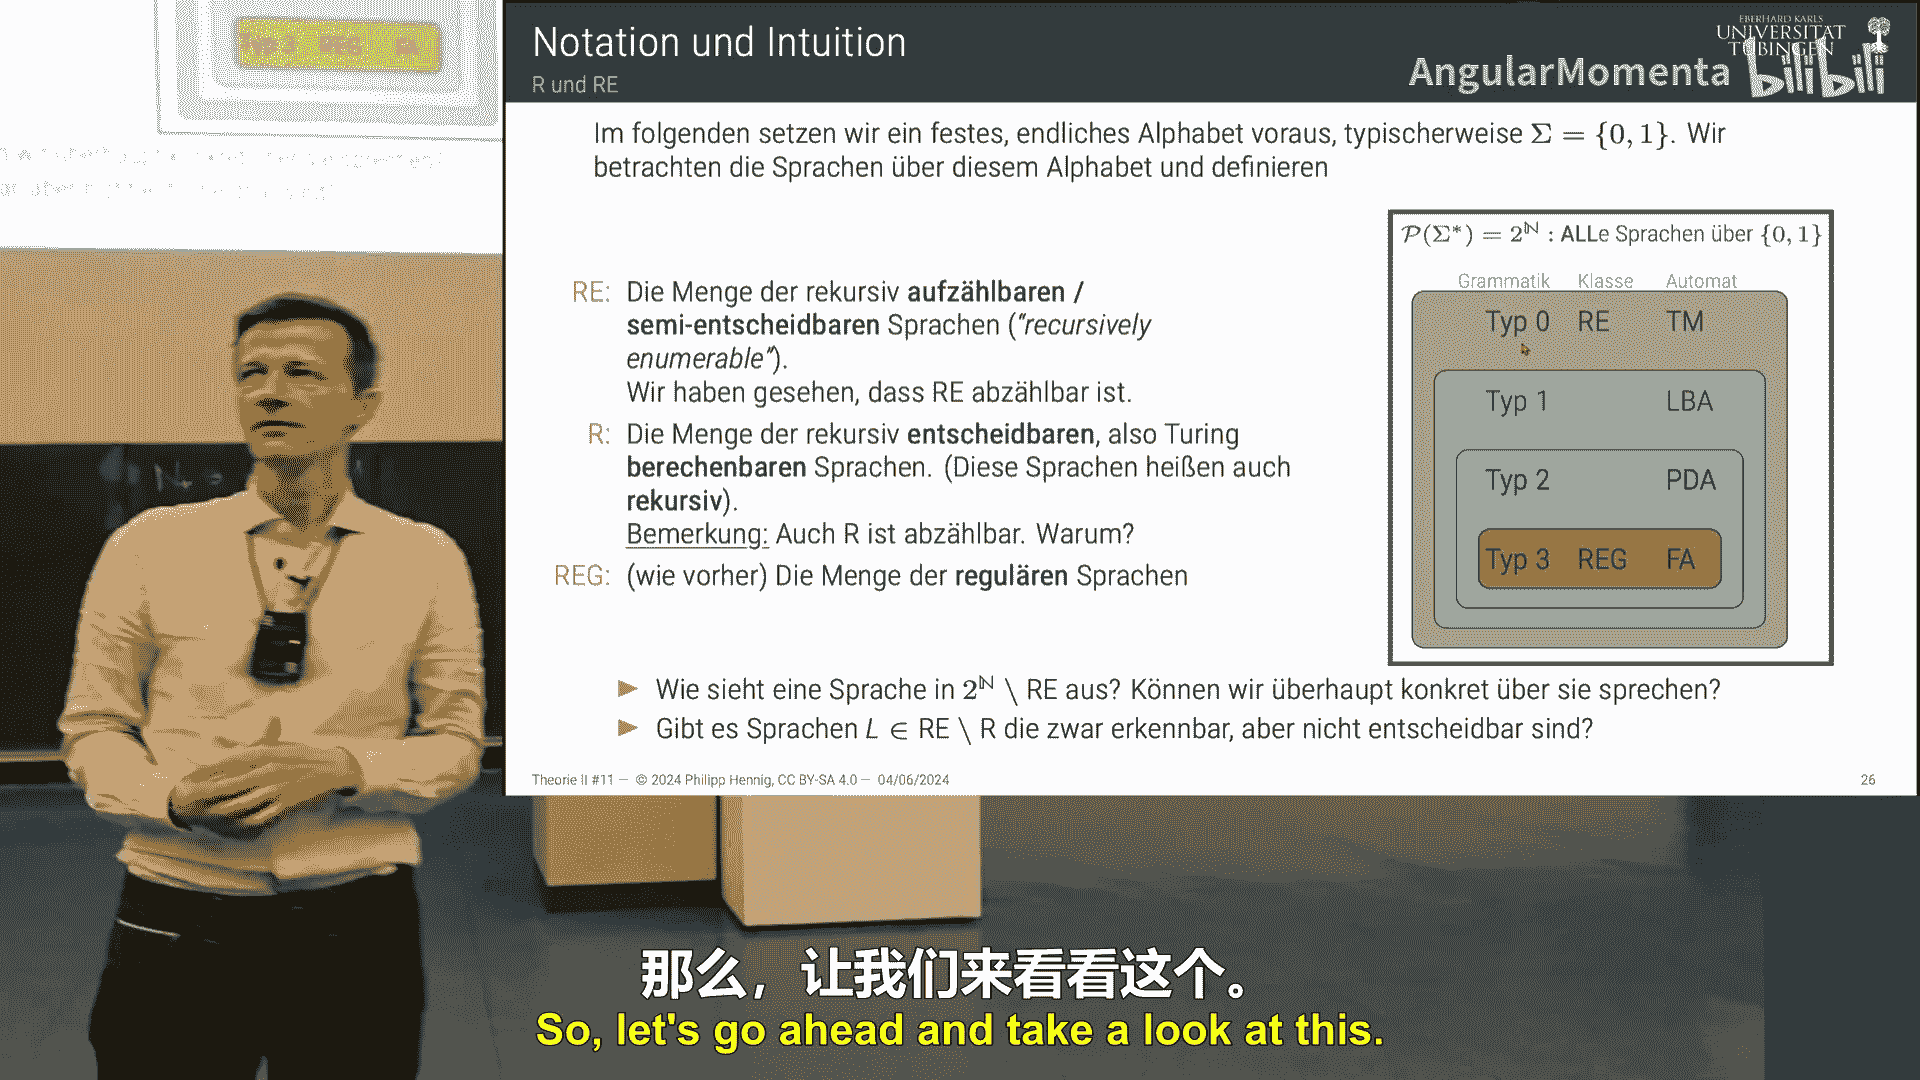 Notation und Intuition
R und RE
EBERHARD KARLS
UNIVERSITÄT
TÜBINGEN
AngularMomenta
bilibili
Im folgenden setzen wir ein festes, endliches Alphabet voraus, typischerweise Σ = {0, 1}. Wir
betrachten die Sprachen über diesem Alphabet und definieren
RE: Die Menge der rekursiv aufzählbaren /
semi-entscheidbaren Sprachen ("recursively
enumerable").
Wir haben gesehen, dass RE abzählbar ist.
R: Die Menge der rekursiv entscheidbaren, also Turing
berechenbaren Sprachen. (Diese Sprachen heißen auch
rekursiv).
Bemerkung: Auch R ist abzählbar. Warum?
REG: (wie vorher) Die Menge der regulären Sprachen
𝒫(Σ*) = 2^ℕ : ALLe Sprachen über {0, 1}
Grammatik Klasse Automat
Typ 0 RE TM
Typ 1 LBA
Typ 2 PDA
Typ 3 REG FA
▶ Wie sieht eine Sprache in 2^ℕ \ RE aus? Können wir überhaupt konkret über sie sprechen?
▶ Gibt es Sprachen L ∈ RE \ R die zwar erkennbar, aber nicht entscheidbar sind?
Theorie II #11 — © 2024 Philipp Hennig, CC BY-SA 4.0 — 04/06/2024
26
那么，让我们来看看这个。
So, let's go ahead and take a look at this.